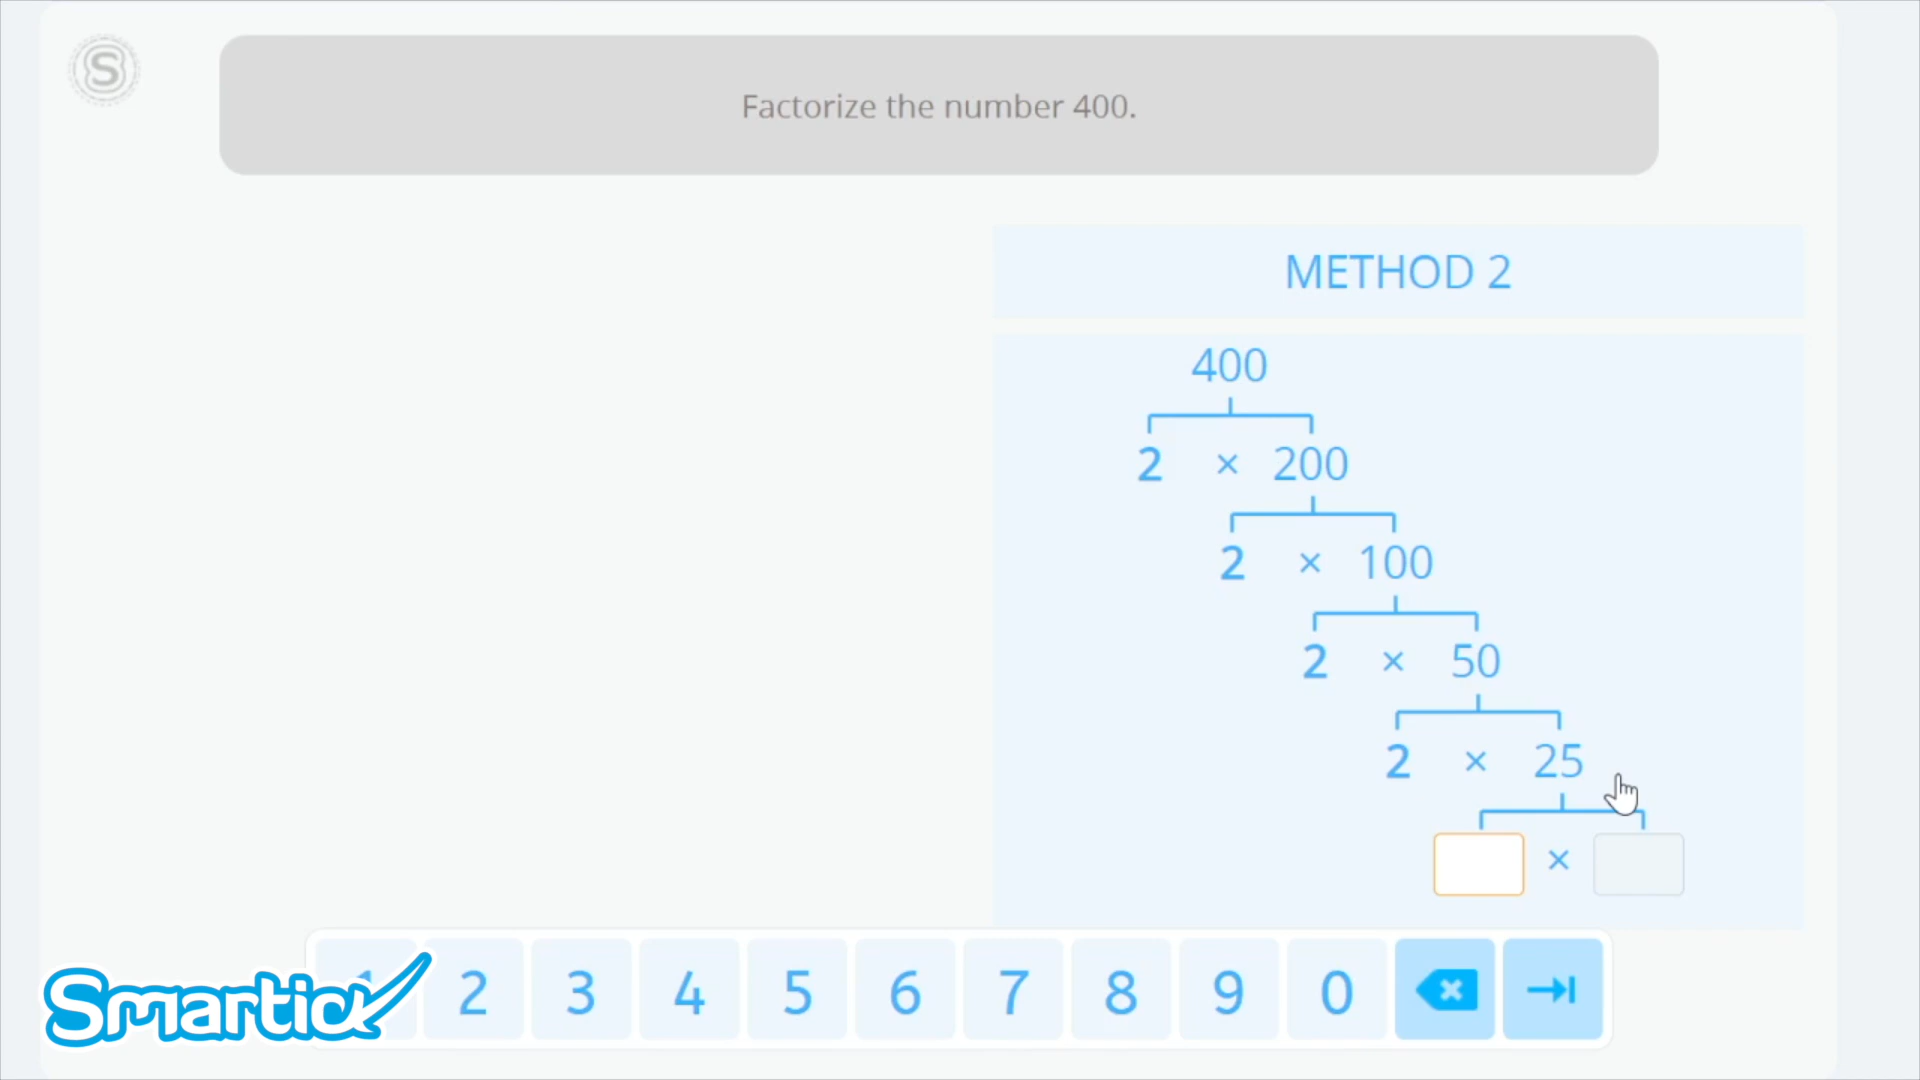 S
Factorize the number 400.
METHOD 2
400
2 × 200
2 × 100
2 × 50
2 × 25
×
1 2 3 4 5 6 7 8 9 0
Smartick